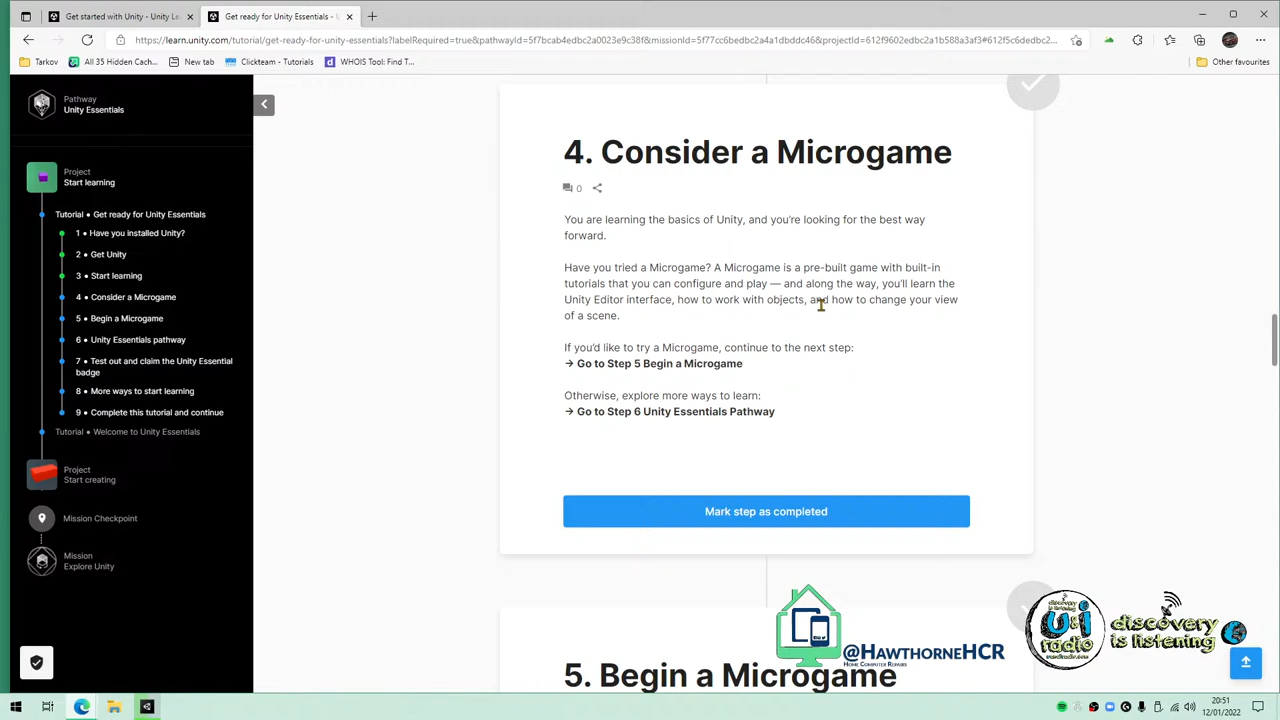 Get started with Unity - Unity Le
Get ready for Unity Essentials -
https://learn.unity.com/tutorial/get-ready-for-unity-essentials?labelRequired=true&pathwayId=5f7bcab4edbc2a0023e9c38f&missionId=5f77cc6bedbc2a4a1dbddc46&projectId=612f9602edbc2a1b588a3af3#612f5c6dedbc2...
Tarkov
All 35 Hidden Cach...
New tab
Clickteam - Tutorials
WHOIS Tool: Find T...
Other favourites
Pathway
Unity Essentials
Project
Start learning
Tutorial • Get ready for Unity Essentials
1 • Have you installed Unity?
2 • Get Unity
3 • Start learning
4 • Consider a Microgame
5 • Begin a Microgame
6 • Unity Essentials pathway
7 • Test out and claim the Unity Essential
badge
8 • More ways to start learning
9 • Complete this tutorial and continue
Tutorial • Welcome to Unity Essentials
Project
Start creating
Mission Checkpoint
Mission
Explore Unity
4. Consider a Microgame
0
You are learning the basics of Unity, and you're looking for the best way
forward.
Have you tried a Microgame? A Microgame is a pre-built game with built-in
tutorials that you can configure and play — and along the way, you'll learn the
Unity Editor interface, how to work with objects, and how to change your view
of a scene.
If you'd like to try a Microgame, continue to the next step:
→ Go to Step 5 Begin a Microgame
Otherwise, explore more ways to learn:
→ Go to Step 6 Unity Essentials Pathway
Mark step as completed
5. Begin a Microgame
@HawthorneHCR
Home Computer Repairs
discovery
is listening
U&i
radio
discovery
is listening
20:51
12/01/2022